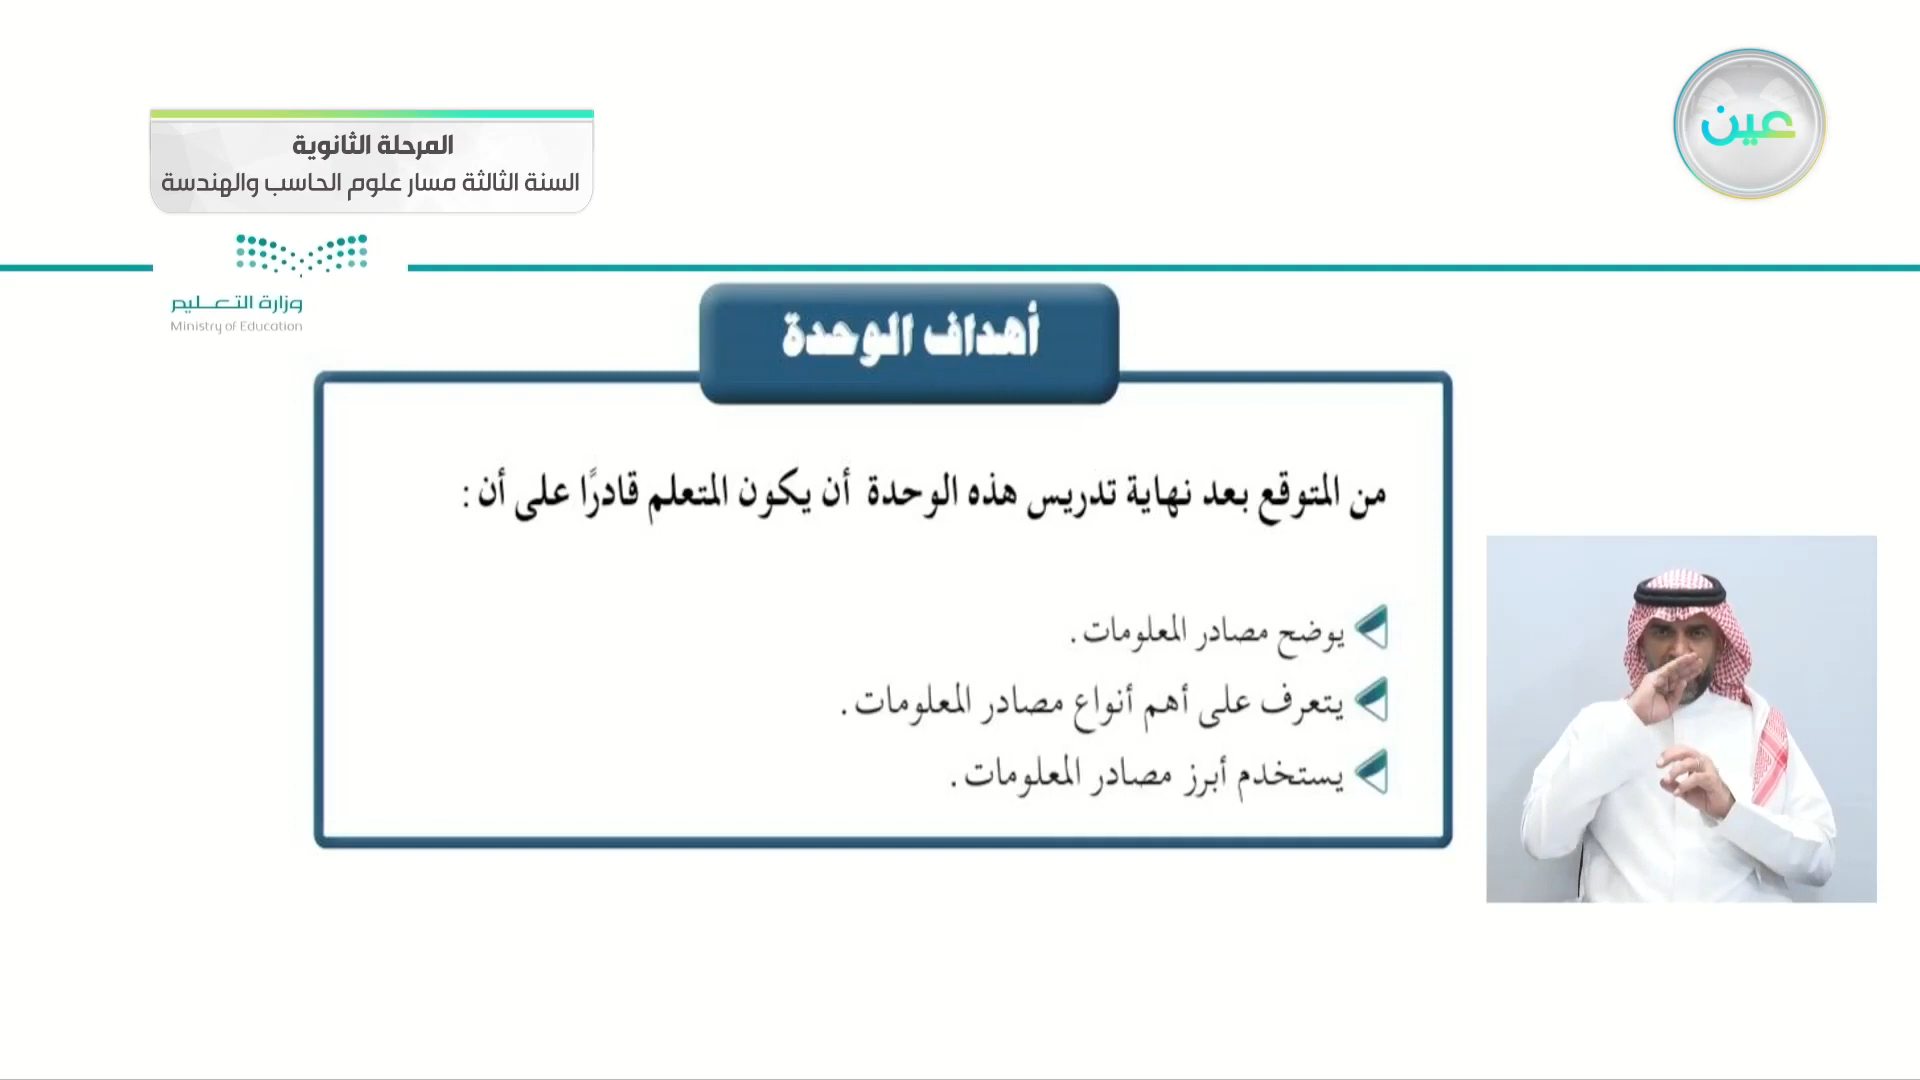 المرحلة الثانوية
السنة الثالثة مسار علوم الحاسب والهندسة
عين
وزارة التعليم
Ministry of Education
أهداف الوحدة
من المتوقع بعد نهاية تدريس هذه الوحدة أن يكون المتعلم قادرًا على أن :
يوضح مصادر المعلومات .
يتعرف على أهم أنواع مصادر المعلومات .
يستخدم أبرز مصادر المعلومات .